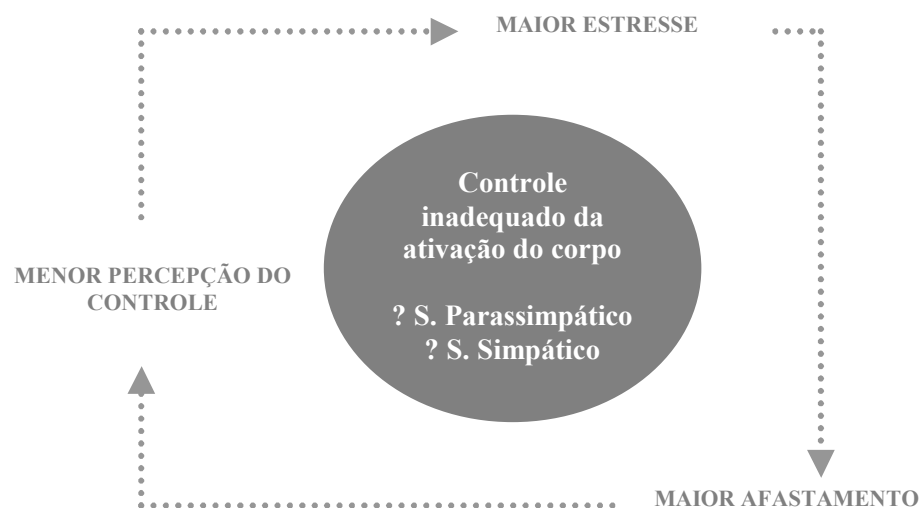 MAIOR ESTRESSE
Controle
inadequado da
ativação do corpo
? S. Parassimpático
? S. Simpático
MENOR PERCEPÇÃO DO
CONTROLE
MAIOR AFASTAMENTO